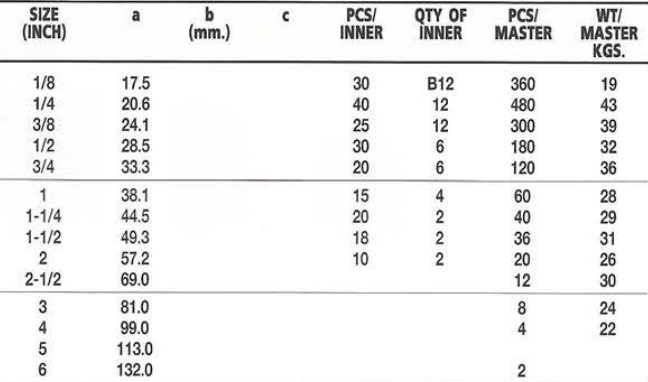 SIZE (INCH) a b (mm.) c PCS/ INNER QTY OF INNER PCS/ MASTER WT/ MASTER KGS.
1/8 17.5 30 B12 360 19
1/4 20.6 40 12 480 43
3/8 24.1 25 12 300 39
1/2 28.5 30 6 180 32
3/4 33.3 20 6 120 36
1 38.1 15 4 60 28
1-1/4 44.5 20 2 40 29
1-1/2 49.3 18 2 36 31
2 57.2 10 2 20 26
2-1/2 69.0 12 30
3 81.0 8 24
4 99.0 4 22
5 113.0
6 132.0 2